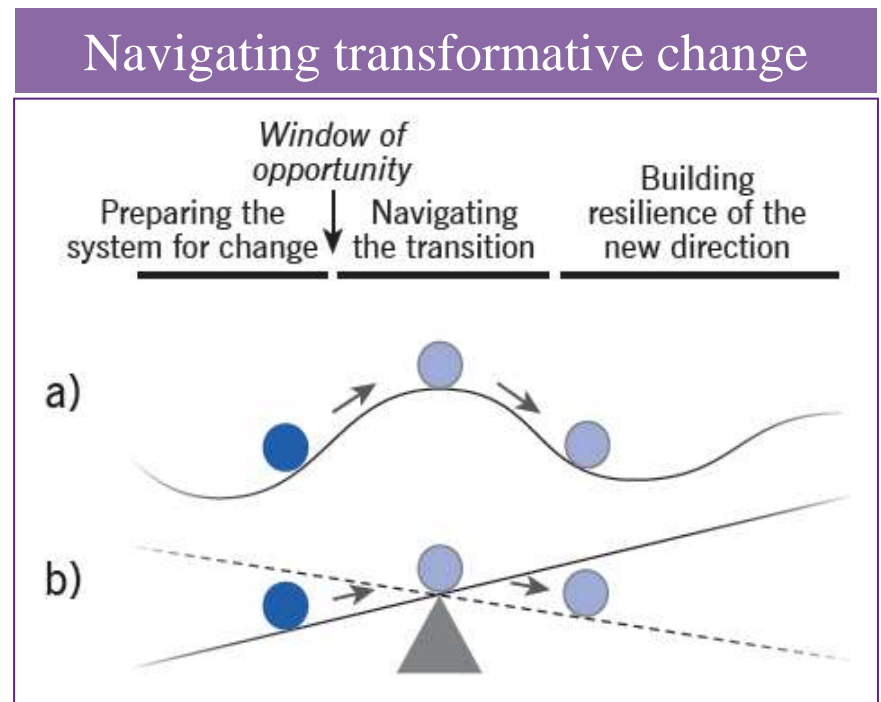 Navigating transformative change
Window of
opportunity
Preparing the
system for change
Navigating
the transition
Building
resilience of the
new direction
a)
b)